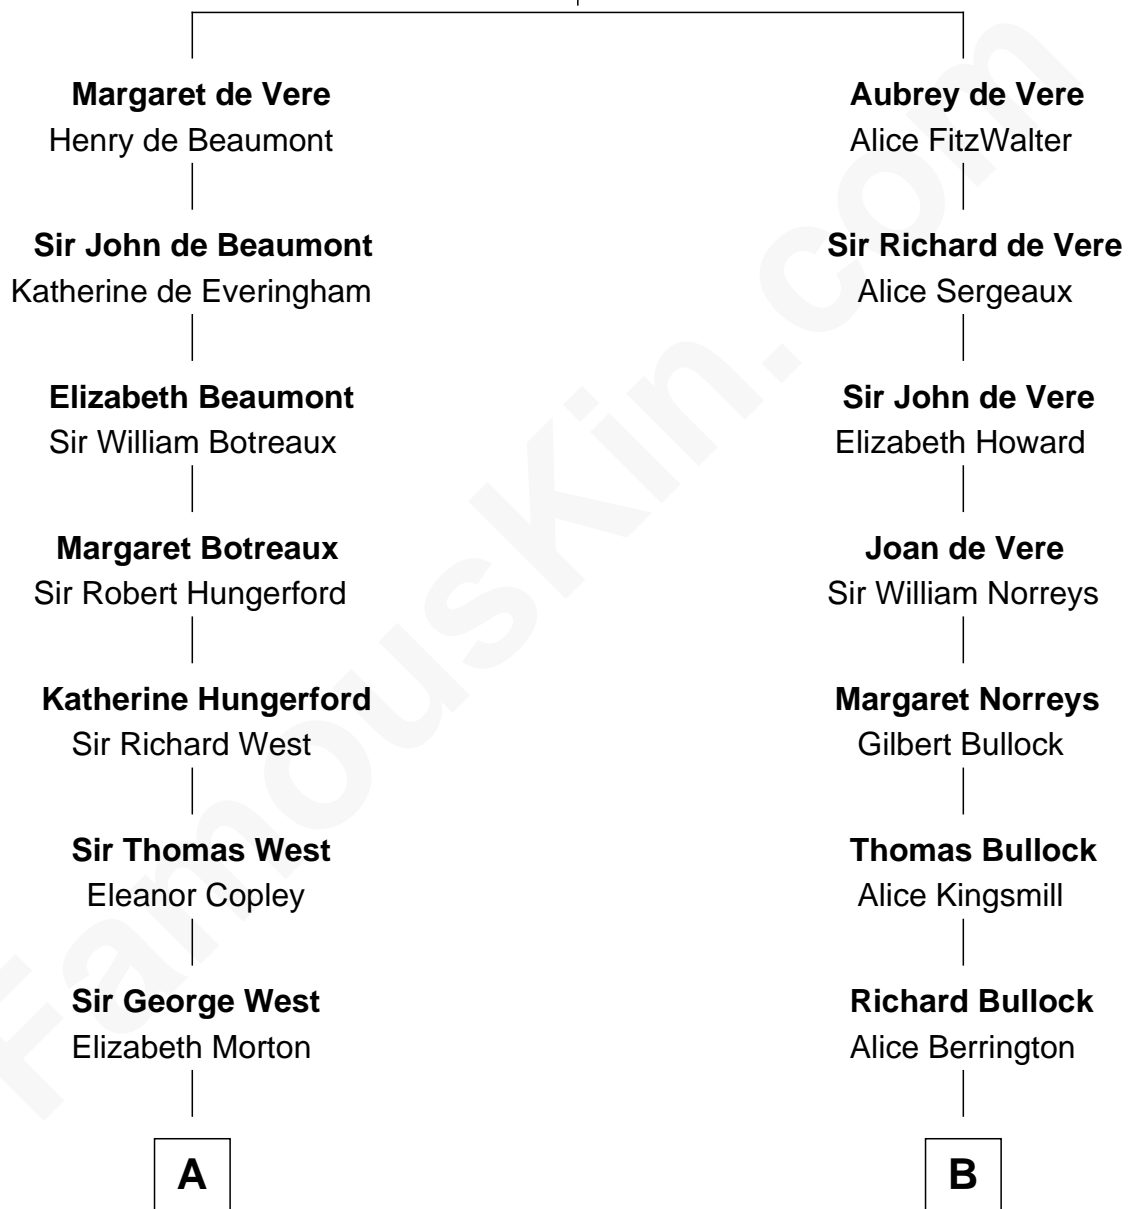 Margaret de Vere
Henry de Beaumont
Sir John de Beaumont
Katherine de Everingham
Elizabeth Beaumont
Sir William Botreaux
Margaret Botreaux
Sir Robert Hungerford
Katherine Hungerford
Sir Richard West
Sir Thomas West
Eleanor Copley
Sir George West
Elizabeth Morton
A
Aubrey de Vere
Alice FitzWalter
Sir Richard de Vere
Alice Sergeaux
Sir John de Vere
Elizabeth Howard
Joan de Vere
Sir William Norreys
Margaret Norreys
Gilbert Bullock
Thomas Bullock
Alice Kingsmill
Richard Bullock
Alice Berrington
B
FamousKin.com